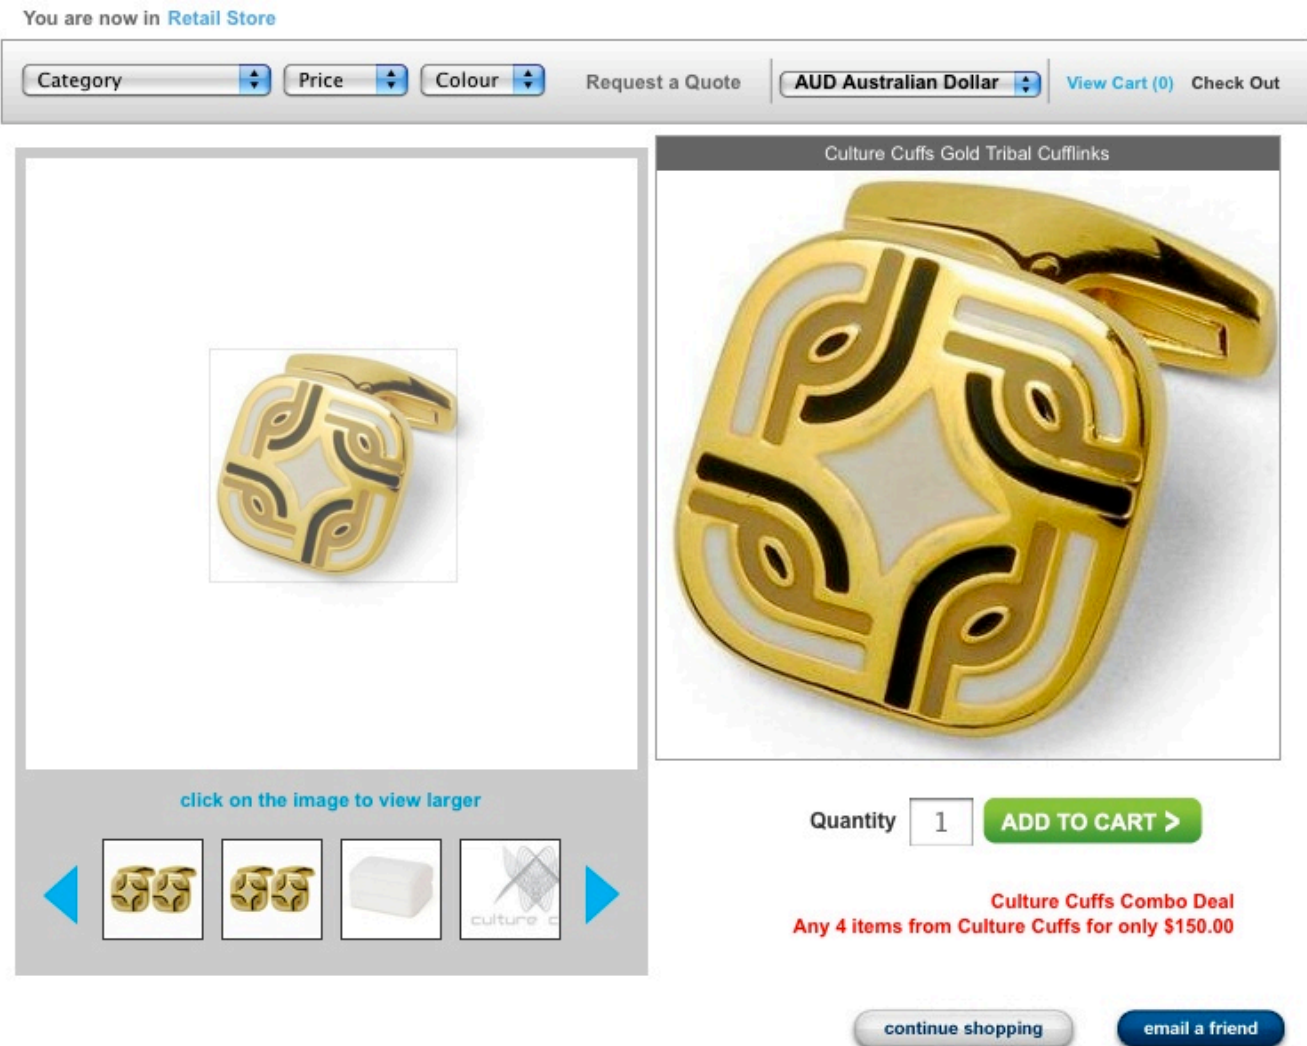 You are now in Retail Store
Category Price Colour Request a Quote AUD Australian Dollar View Cart (0) Check Out
Culture Cuffs Gold Tribal Cufflinks
click on the image to view larger
culture c
Quantity 1 ADD TO CART >
Culture Cuffs Combo Deal
Any 4 items from Culture Cuffs for only $150.00
continue shopping email a friend